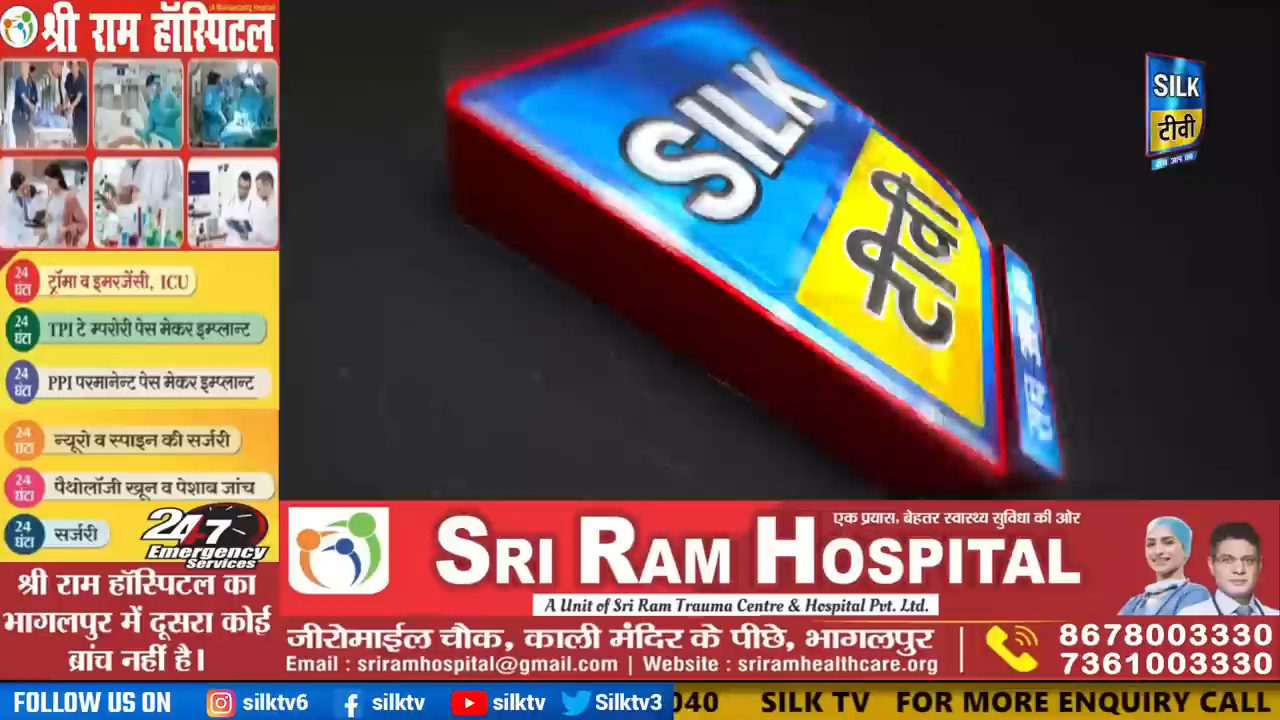 (A Multispeciality Hospital)
श्री राम हॉस्पिटल
24 घंटा ट्रॉमा व इमरजेंसी, ICU
24 घंटा TPI टेम्परोरी पेस मेकर इम्प्लान्ट
24 घंटा PPI परमानेन्ट पेस मेकर इम्प्लान्ट
24 घंटा न्यूरो व स्पाइन की सर्जरी
24 घंटा पैथोलॉजी खून व पेशाब जांच
24 घंटा सर्जरी
24x7
Emergency
Services
श्री राम हॉस्पिटल का
भागलपुर में दूसरा कोई
ब्रांच नहीं है।
SILK
टीवी
SILK
टीवी
एक प्रयास, बेहतर स्वास्थ्य सुविधा की ओर
SRI RAM HOSPITAL
A Unit of Sri Ram Trauma Centre & Hospital Pvt. Ltd.
जीरोमाईल चौक, काली मंदिर के पीछे, भागलपुर
Email : sriramhospital@gmail.com | Website : sriramhealthcare.org
8678003330
7361003330
FOLLOW US ON silktv6 silktv silktv Silktv3 040 SILK TV FOR MORE ENQUIRY CALL